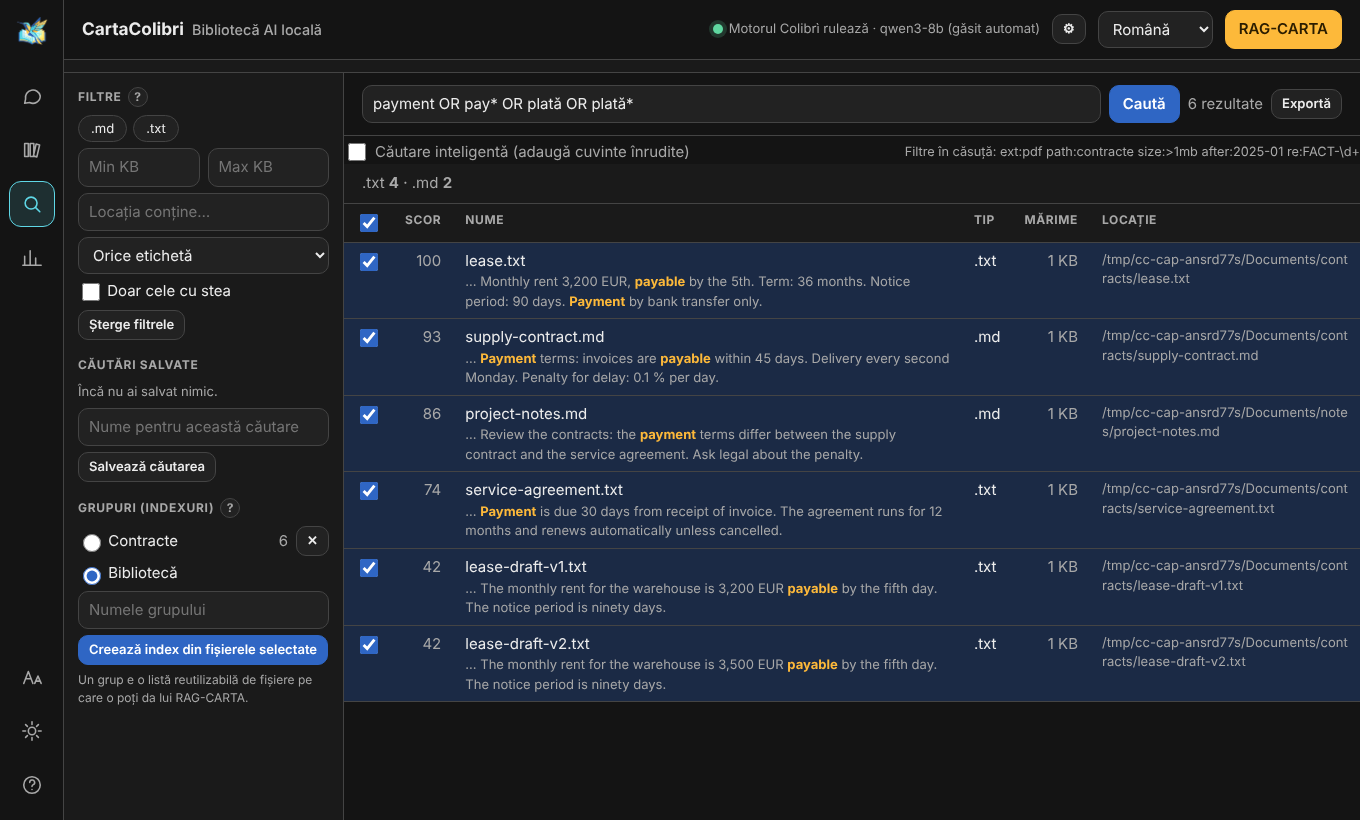 CartaColibri Bibliotecă AI locală
Motorul Colibrì rulează · qwen3-8b (găsit automat)
Română
RAG-CARTA
FILTRE ?
.md .txt
Min KB Max KB
Locația conține...
Orice etichetă
Doar cele cu stea
Șterge filtrele
CĂUTĂRI SALVATE
Încă nu ai salvat nimic.
Nume pentru această căutare
Salvează căutarea
GRUPURI (INDEXURI) ?
Contracte 6 ✕
Bibliotecă
Numele grupului
Creează index din fișierele selectate
Un grup e o listă reutilizabilă de fișiere pe
care o poți da lui RAG-CARTA.
AA
payment OR pay* OR plată OR plată*
Caută 6 rezultate Exportă
Căutare inteligentă (adaugă cuvinte înrudite)
Filtre în căsuță: ext:pdf path:contracte size:>1mb after:2025-01 re:FACT-\d+
.txt 4 · .md 2
SCOR NUME TIP MĂRIME LOCAȚIE
100 lease.txt .txt 1 KB /tmp/cc-cap-ansrd77s/Documents/cont
racts/lease.txt
... Monthly rent 3,200 EUR, payable by the 5th. Term: 36 months. Notice
period: 90 days. Payment by bank transfer only.
93 supply-contract.md .md 1 KB /tmp/cc-cap-ansrd77s/Documents/cont
racts/supply-contract.md
... Payment terms: invoices are payable within 45 days. Delivery every second
Monday. Penalty for delay: 0.1 % per day.
86 project-notes.md .md 1 KB /tmp/cc-cap-ansrd77s/Documents/note
s/project-notes.md
... Review the contracts: the payment terms differ between the supply
contract and the service agreement. Ask legal about the penalty.
74 service-agreement.txt .txt 1 KB /tmp/cc-cap-ansrd77s/Documents/cont
racts/service-agreement.txt
... Payment is due 30 days from receipt of invoice. The agreement runs for 12
months and renews automatically unless cancelled.
42 lease-draft-v1.txt .txt 1 KB /tmp/cc-cap-ansrd77s/Documents/cont
racts/lease-draft-v1.txt
... The monthly rent for the warehouse is 3,200 EUR payable by the fifth day.
The notice period is ninety days.
42 lease-draft-v2.txt .txt 1 KB /tmp/cc-cap-ansrd77s/Documents/cont
racts/lease-draft-v2.txt
... The monthly rent for the warehouse is 3,500 EUR payable by the fifth day.
The notice period is ninety days.